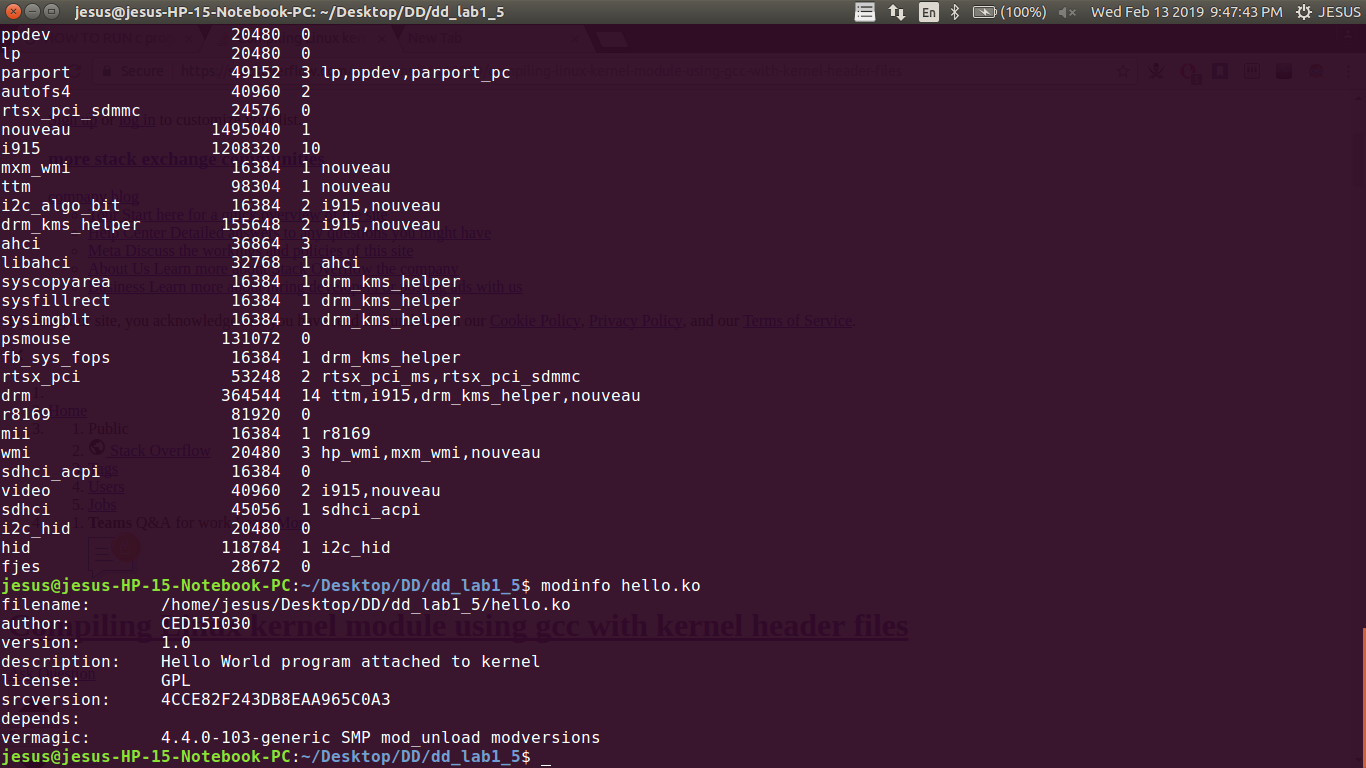 jesus@jesus-HP-15-Notebook-PC: ~/Desktop/DD/dd_lab1_5 En (100%) Wed Feb 13 2019 9:47:43 PM JESUS
ppdev 20480 0
lp 20480 0
parport 49152 3 lp,ppdev,parport_pc
autofs4 40960 2
rtsx_pci_sdmmc 24576 0
nouveau 1495040 1
i915 1208320 10
mxm_wmi 16384 1 nouveau
ttm 98304 1 nouveau
i2c_algo_bit 16384 2 i915,nouveau
drm_kms_helper 155648 2 i915,nouveau
ahci 36864 3
libahci 32768 1 ahci
syscopyarea 16384 1 drm_kms_helper
sysfillrect 16384 1 drm_kms_helper
sysimgblt 16384 1 drm_kms_helper
psmouse 131072 0
fb_sys_fops 16384 1 drm_kms_helper
rtsx_pci 53248 2 rtsx_pci_ms,rtsx_pci_sdmmc
drm 364544 14 ttm,i915,drm_kms_helper,nouveau
r8169 81920 0
mii 16384 1 r8169
wmi 20480 3 hp_wmi,mxm_wmi,nouveau
sdhci_acpi 16384 0
video 40960 2 i915,nouveau
sdhci 45056 1 sdhci_acpi
i2c_hid 20480 0
hid 118784 1 i2c_hid
fjes 28672 0
jesus@jesus-HP-15-Notebook-PC:~/Desktop/DD/dd_lab1_5$ modinfo hello.ko
filename: /home/jesus/Desktop/DD/dd_lab1_5/hello.ko
author: CED15I030
version: 1.0
description: Hello World program attached to kernel
license: GPL
srcversion: 4CCE82F243DB8EAA965C0A3
depends:
vermagic: 4.4.0-103-generic SMP mod_unload modversions
jesus@jesus-HP-15-Notebook-PC:~/Desktop/DD/dd_lab1_5$ _